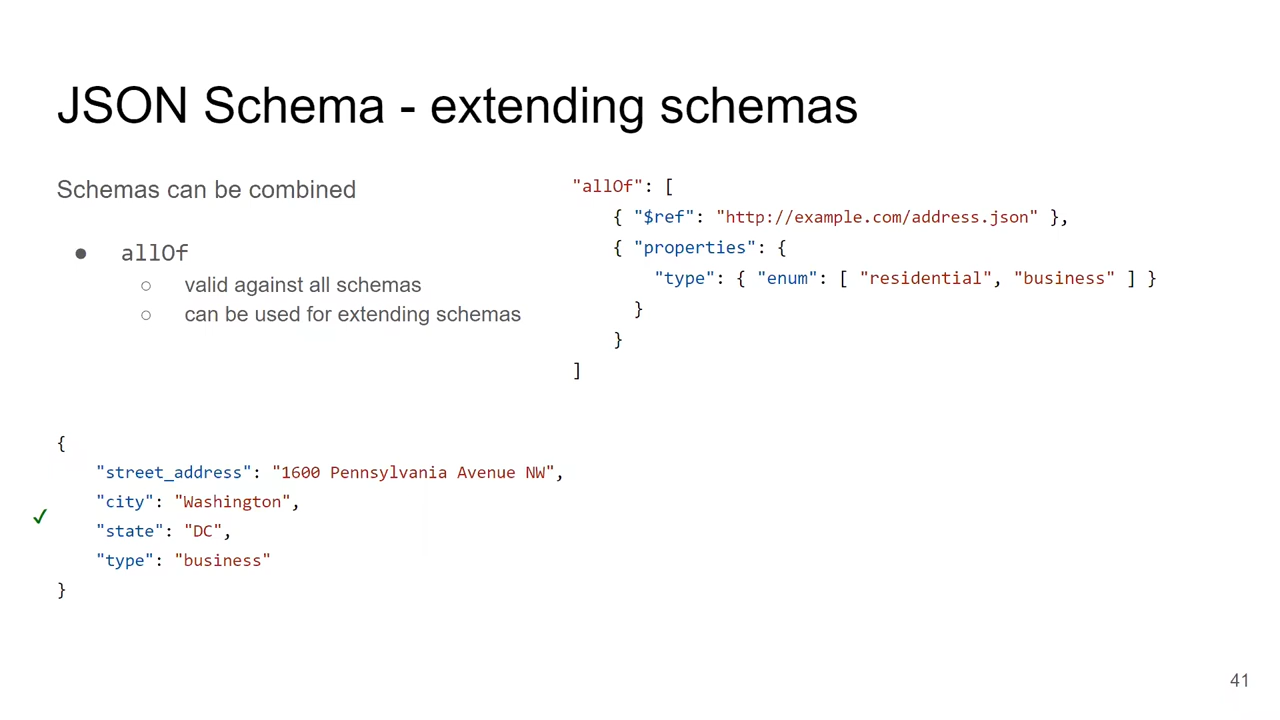 JSON Schema - extending schemas
Schemas can be combined
● allOf
○ valid against all schemas
○ can be used for extending schemas
"allOf": [
{ "$ref": "http://example.com/address.json" },
{ "properties": {
"type": { "enum": [ "residential", "business" ] }
}
}
]
{
"street_address": "1600 Pennsylvania Avenue NW",
"city": "Washington",
✓
"state": "DC",
"type": "business"
}
41